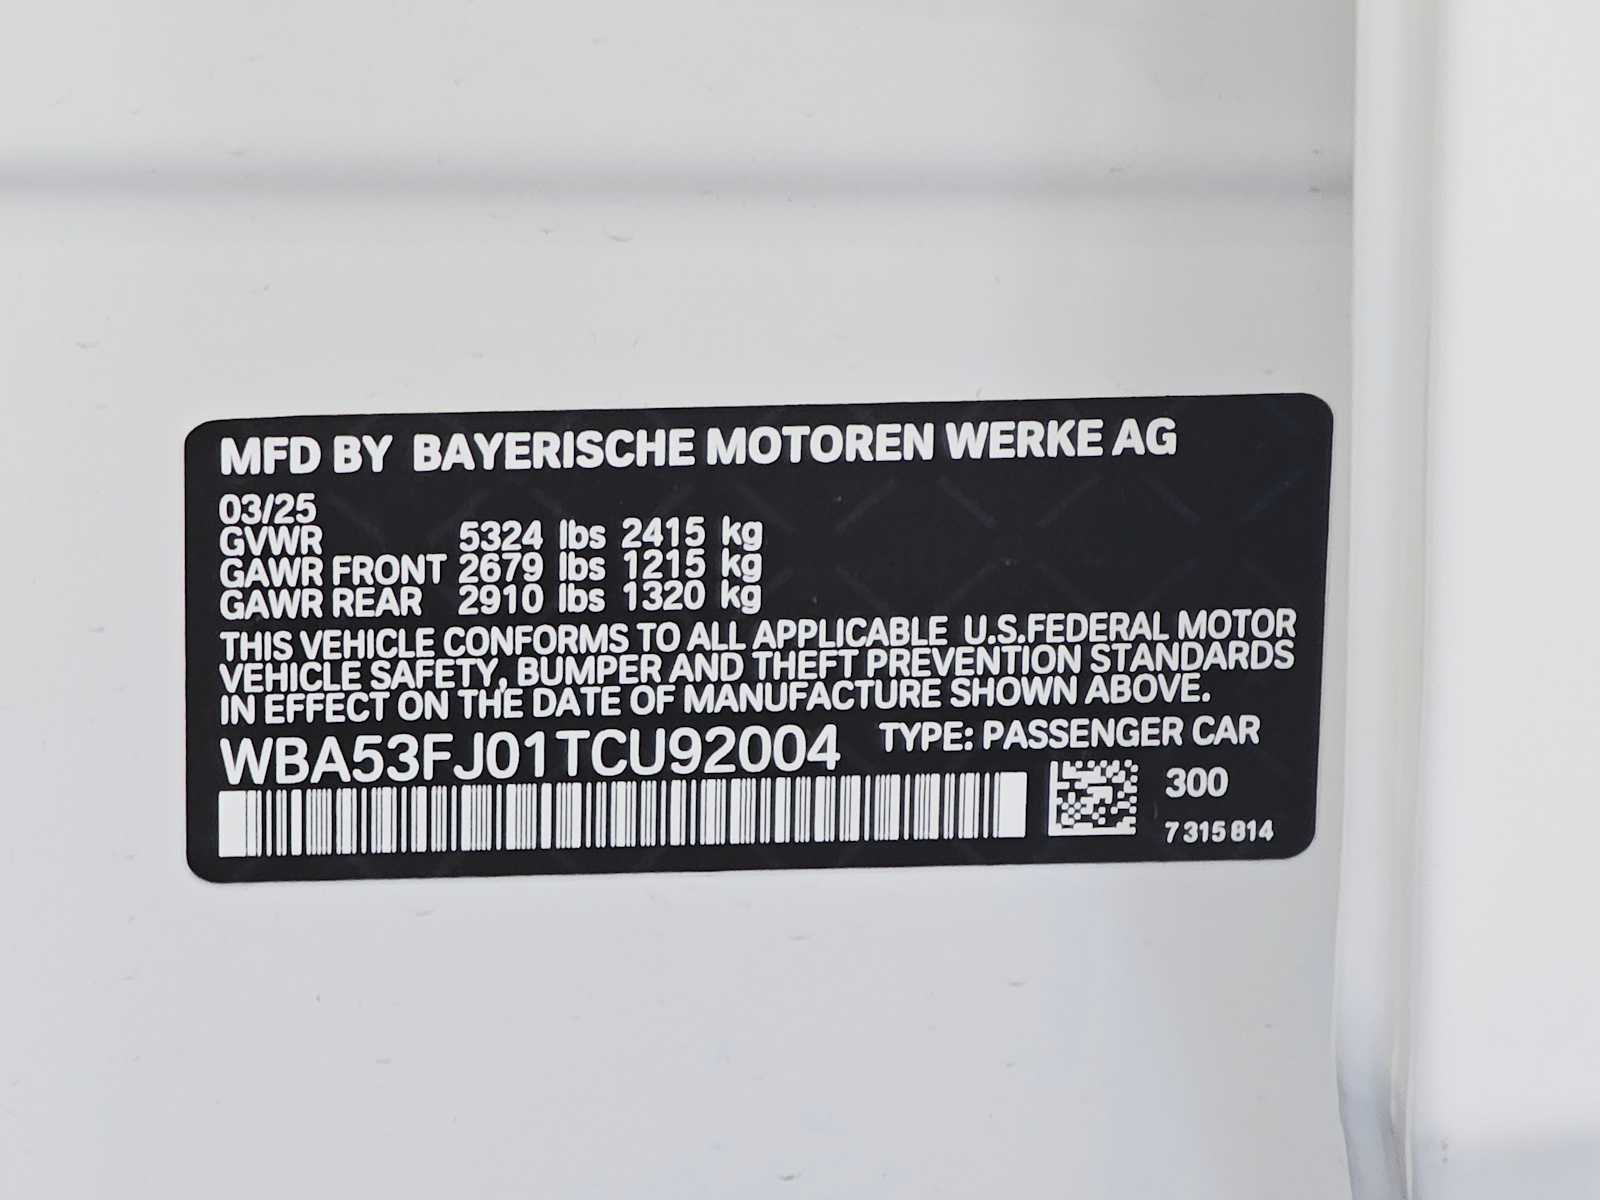 MFD BY BAYERISCHE MOTOREN WERKE AG
03/25
GVWR 5324 lbs 2415 kg
GAWR FRONT 2679 lbs 1215 kg
GAWR REAR 2910 lbs 1320 kg
THIS VEHICLE CONFORMS TO ALL APPLICABLE U.S.FEDERAL MOTOR
VEHICLE SAFETY, BUMPER AND THEFT PREVENTION STANDARDS
IN EFFECT ON THE DATE OF MANUFACTURE SHOWN ABOVE.
WBA53FJ01TCU92004 TYPE: PASSENGER CAR
300
7 315 814